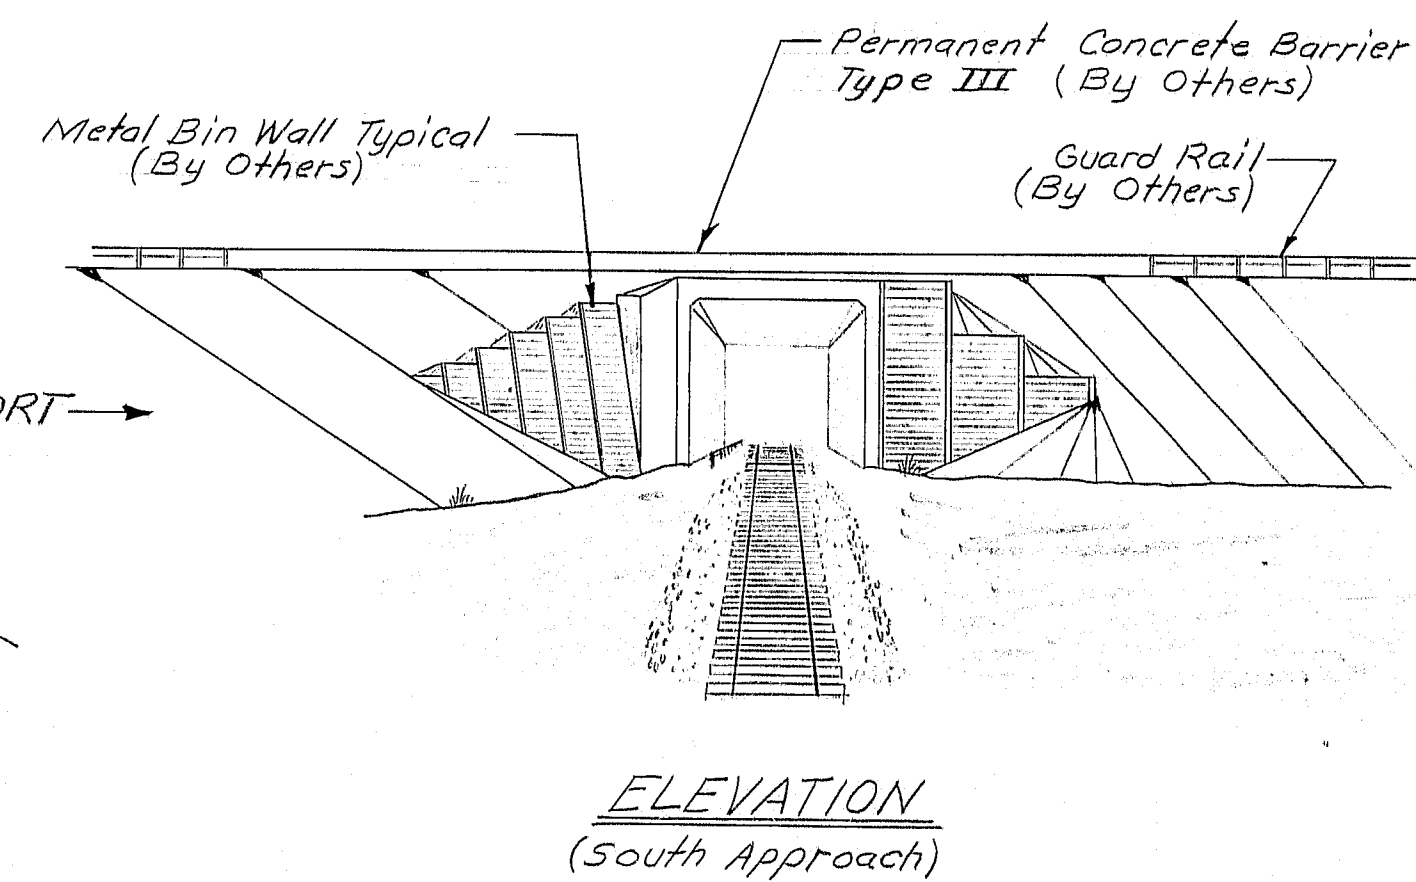 Permanent Concrete Barrier
Type III (By Others)
Metal Bin Wall Typical
(By Others)
Guard Rail
(By Others)
ELEVATION
(South Approach)